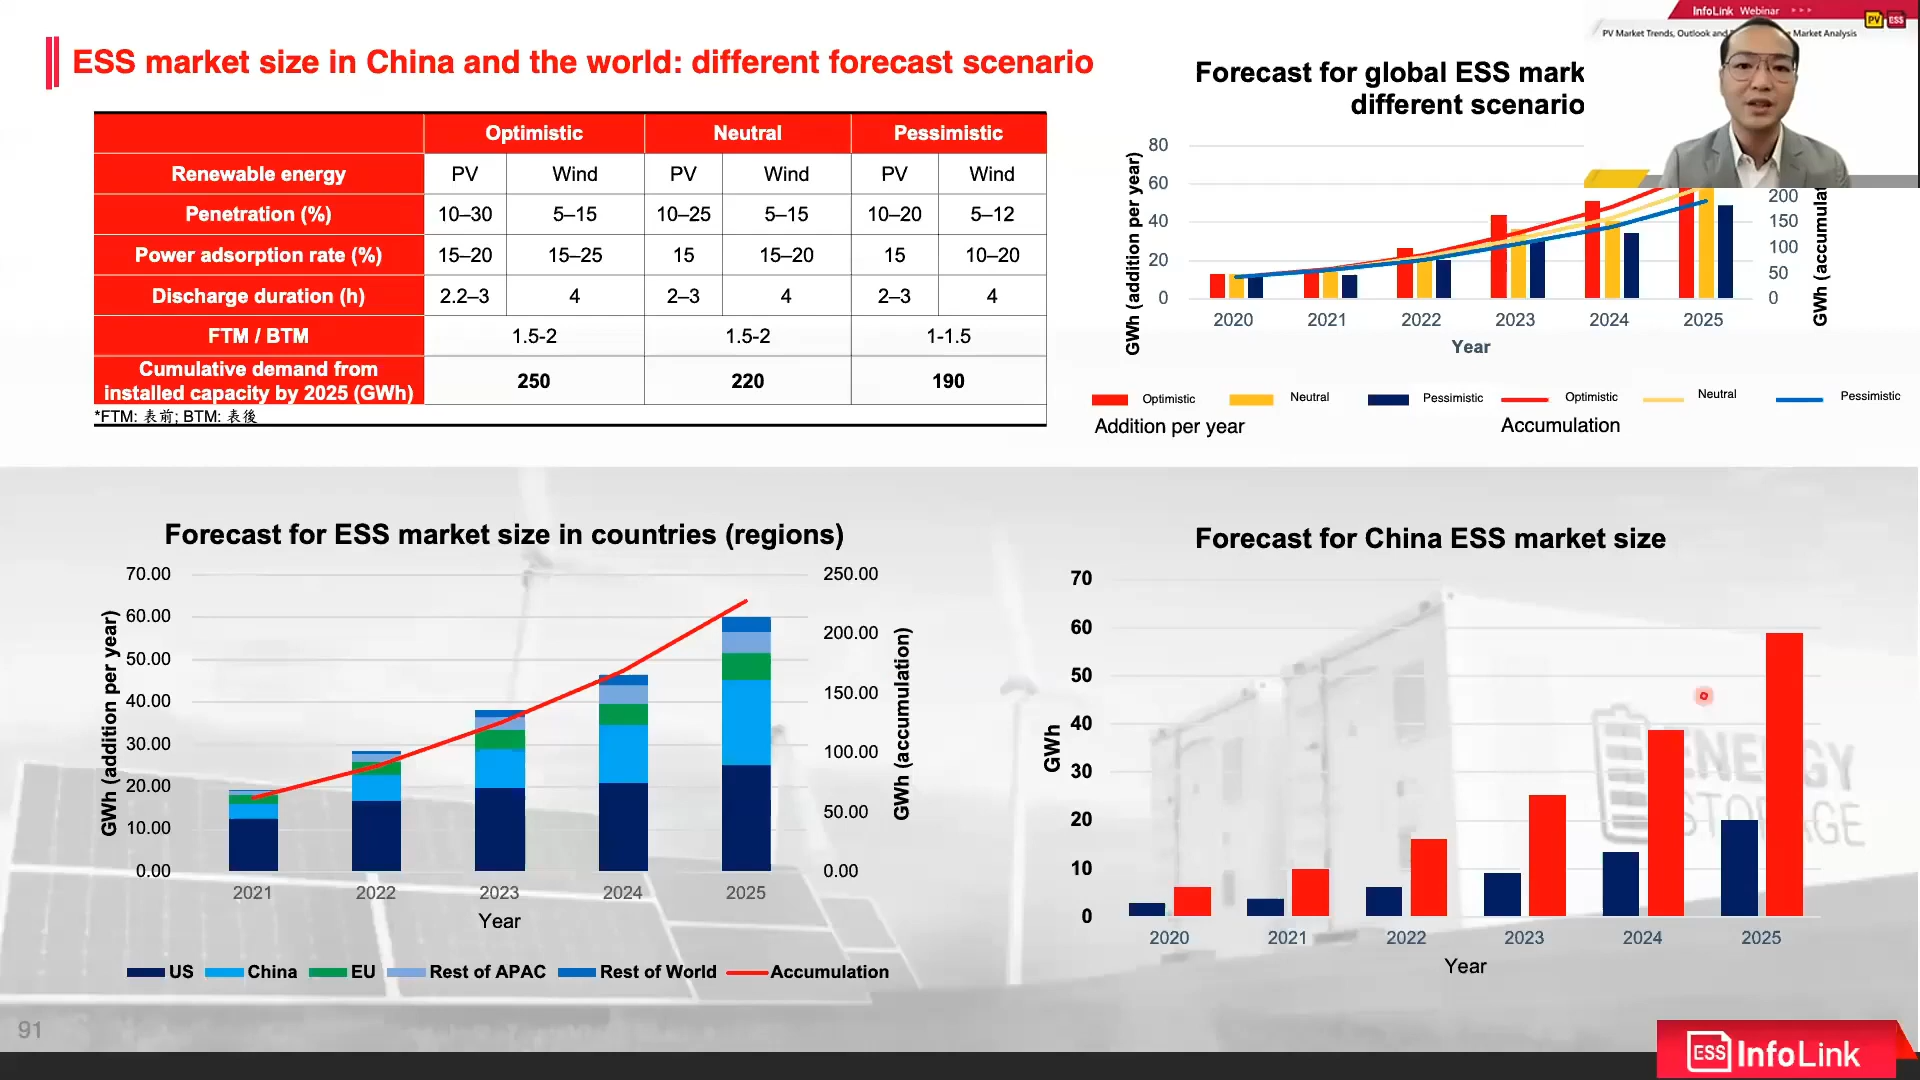 ESS market size in China and the world: different forecast scenario
Optimistic Neutral Pessimistic
Renewable energy PV Wind PV Wind PV Wind
Penetration (%) 10–30 5–15 10–25 5–15 10–20 5–12
Power adsorption rate (%) 15–20 15–25 15 15–20 15 10–20
Discharge duration (h) 2.2–3 4 2–3 4 2–3 4
FTM / BTM 1.5-2 1.5-2 1-1.5
Cumulative demand from
installed capacity by 2025 (GWh) 250 220 190
*FTM: 表前; BTM: 表後
InfoLink Webinar > > >
PV ESS
PV Market Trends, Outlook and
Market Analysis
Forecast for global ESS mark
different scenario
GWh (addition per year)
80
60
40
20
0
200
150
100
50
0
GWh (accumulat
2020 2021 2022 2023 2024 2025
Year
Optimistic Neutral Pessimistic Optimistic Neutral Pessimistic
Addition per year Accumulation
Forecast for ESS market size in countries (regions)
GWh (addition per year)
70.00
60.00
50.00
40.00
30.00
20.00
10.00
0.00
250.00
200.00
150.00
100.00
50.00
0.00
GWh (accumulation)
2021 2022 2023 2024 2025
Year
US China EU Rest of APAC Rest of World Accumulation
Forecast for China ESS market size
GWh
70
60
50
40
30
20
10
0
2020 2021 2022 2023 2024 2025
Year
ENERGY
STORAGE
91
ESS InfoLink